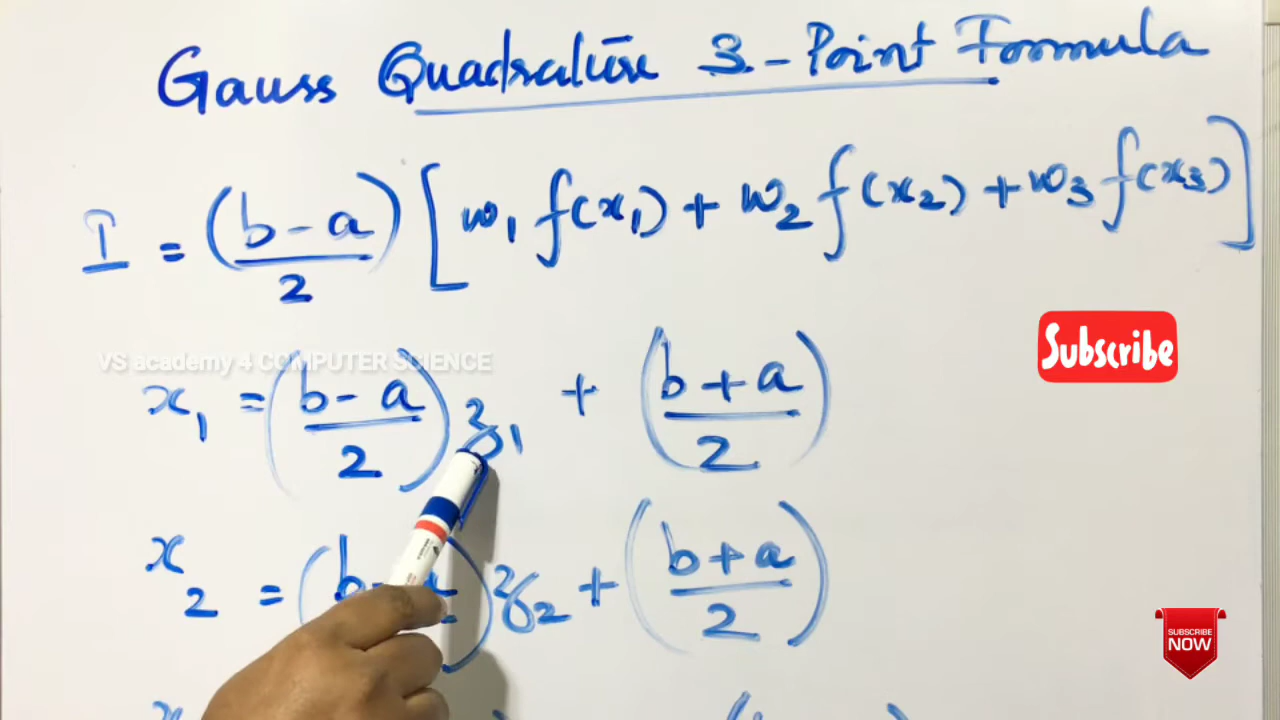 Gauss Quadrature 3-Point Formula
I = (b-a/2) [w₁ f(x₁) + w₂ f(x₂) + w₃ f(x₃)]
VS academy 4 COMPUTER SCIENCE
Subscribe
x₁ = (b-a/2) z₁ + (b+a/2)
x₂ = (b-a/2) z₂ + (b+a/2)
SUBSCRIBE
NOW